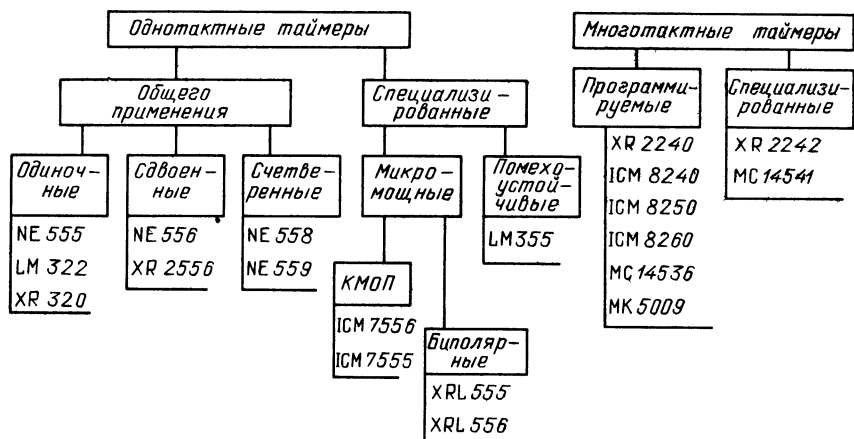 Однотактные таймеры
Многотактные таймеры
Общего
применения
Специализи-
рованные
Программи-
руемые
Специализи-
рованные
Одиноч-
ные
Сдвоен-
ные
Счетве-
ренные
Микро-
мощные
Помехо-
устой-
чивые
NE 555
LM 322
XR 320
NE 556
XR 2556
NE 558
NE 559
КМОП
ICM 7556
ICM 7555
Биполяр-
ные
XRL 555
XRL 556
LM355
XR 2240
ICM 8240
ICM 8250
ICM 8260
MC 14536
MK 5009
XR 2242
MC 14541